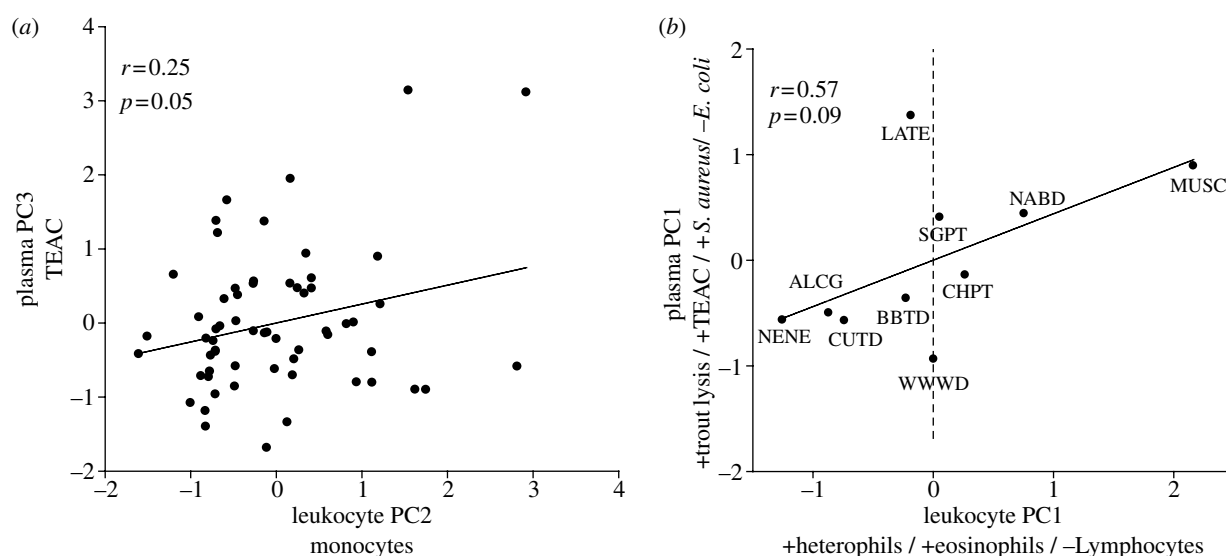 (a)
4
3
2
1
0
–1
–2
r=0.25
p=0.05
plasma PC3
TEAC
–2
–1
0
1
2
3
4
leukocyte PC2
monocytes
(b)
2
1
0
–1
–2
r=0.57
p=0.09
LATE
MUSC
NABD
SGPT
ALCG
CHPT
BBTD
NENE
CUTD
WWWD
plasma PC1
+trout lysis / +TEAC / +S. aureus/ –E. coli
–1
0
1
2
leukocyte PC1
+heterophils / +eosinophils / –Lymphocytes